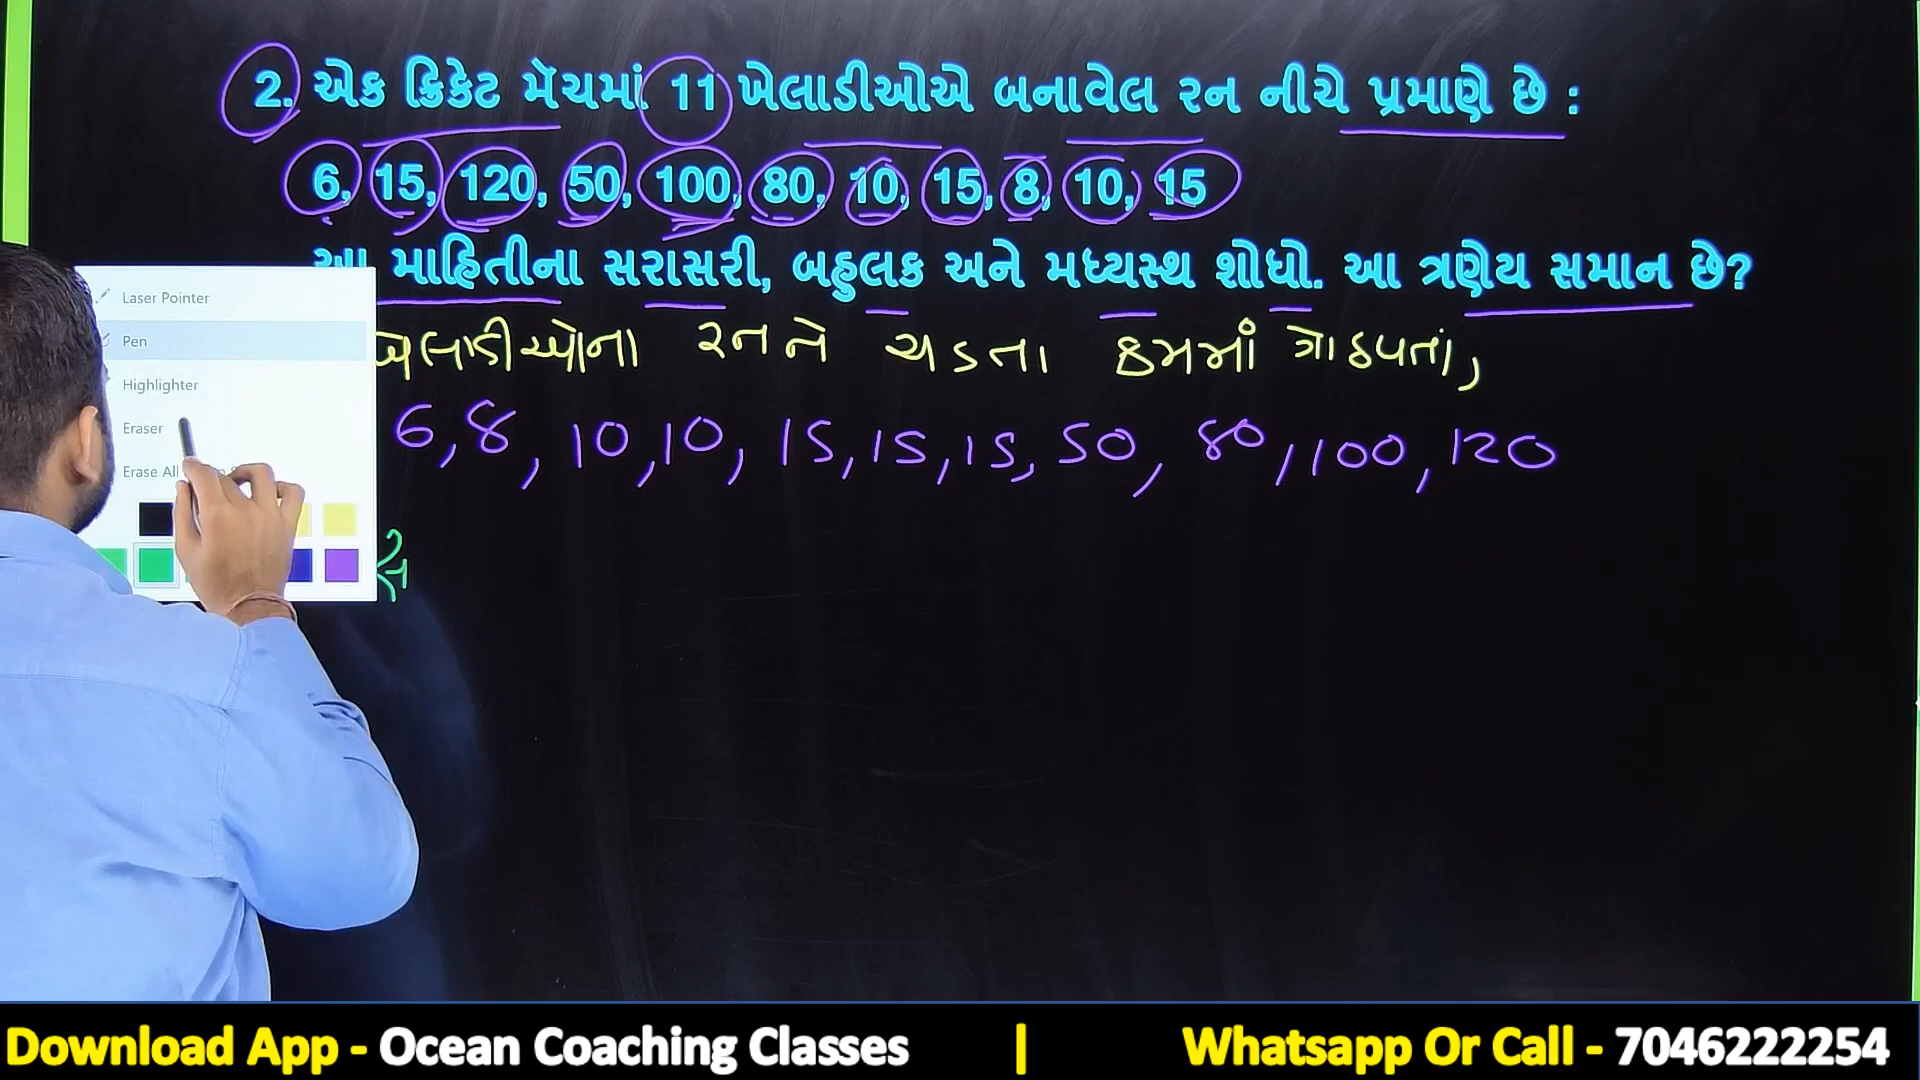 2. એક ક્રિકેટ મૅચમાં 11 ખેલાડીઓએ બનાવેલ રન નીચે પ્રમાણે છે :
6, 15, 120, 50, 100, 80, 10, 15, 8, 10, 15
આ માહિતીના સરાસરી, બહુલક અને મધ્યસ્થ શોધો. આ ત્રણેય સમાન છે?
ખેલાડીઓના રનને ચડતા ક્રમમાં ગોઠવતાં,
6, 8, 10, 10, 15, 15, 15, 50, 80, 100, 120
Laser Pointer
Pen
Highlighter
Eraser
Erase All
Download App - Ocean Coaching Classes | Whatsapp Or Call - 7046222254